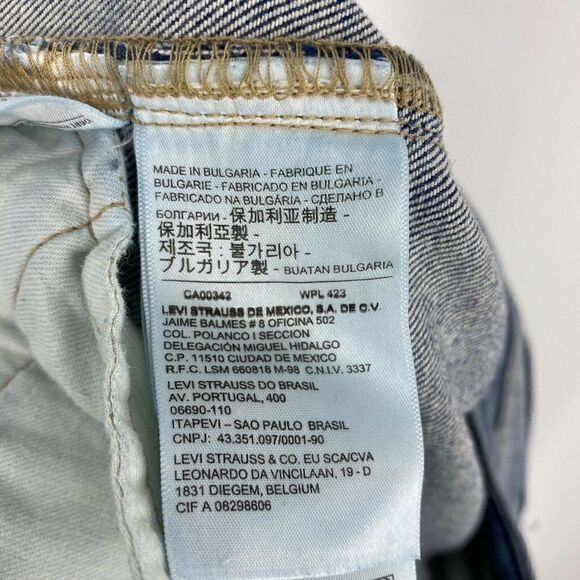 MADE IN BULGARIA - FABRIQUE EN
BULGARIE - FABRICADO EN BULGARIA -
FABRICADO NA BULGÁRIA - СДЕЛАНО В
БОЛГАРИИ - 保加利亚制造 -
保加利亞製 -
제조국 : 불가리아 -
ブルガリア製 - BUATAN BULGARIA
CA00342 WPL 423
LEVI STRAUSS DE MEXICO, S.A. DE C.V.
JAIME BALMES # 8 OFICINA 502
COL. POLANCO I SECCION
DELEGACIÓN MIGUEL HIDALGO
C.P. 11510 CIUDAD DE MEXICO
R.F.C. LSM 660818 M-98 C.N.I.V. 3337
LEVI STRAUSS DO BRASIL
AV. PORTUGAL, 400
06690-110
ITAPEVI - SAO PAULO BRASIL
CNPJ: 43.351.097/0001-90
LEVI STRAUSS & CO. EU SCA/CVA
LEONARDO DA VINCILAAN, 19 - D
1831 DIEGEM, BELGIUM
CIF A 08298606